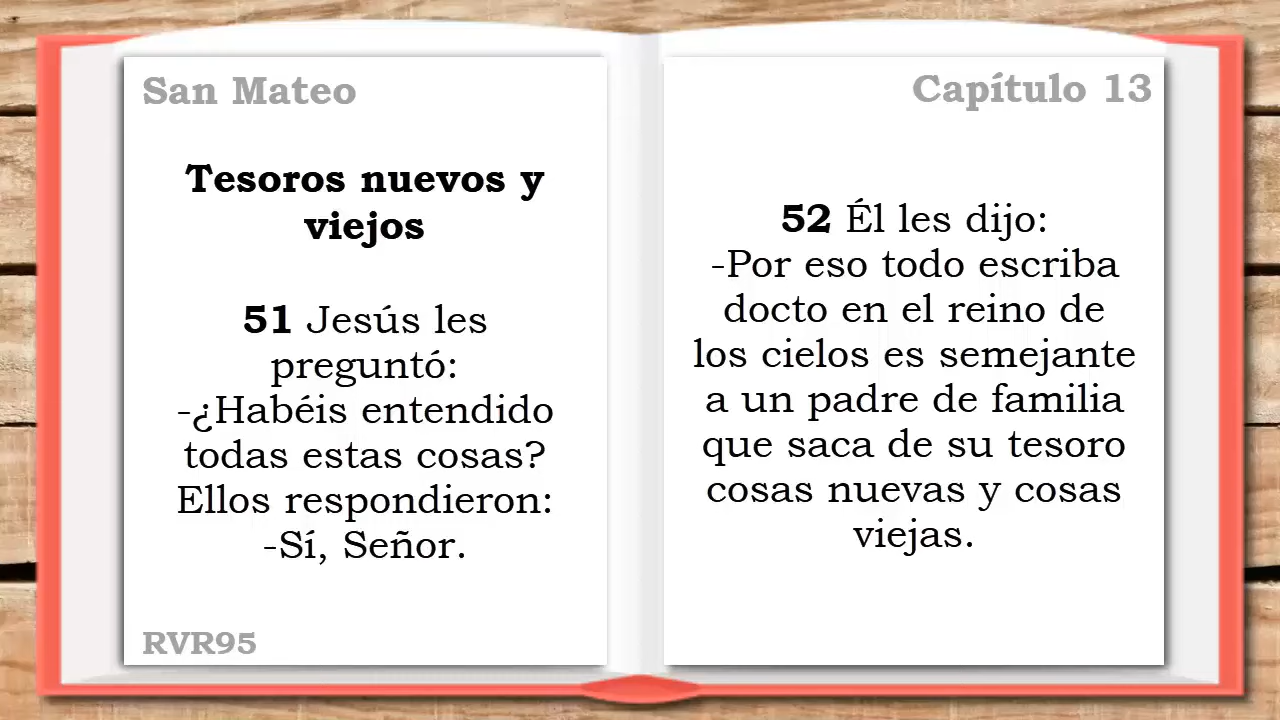 San Mateo
Tesoros nuevos y
viejos
51 Jesús les
preguntó:
-¿Habéis entendido
todas estas cosas?
Ellos respondieron:
-Sí, Señor.
RVR95
Capítulo 13
52 Él les dijo:
-Por eso todo escriba
docto en el reino de
los cielos es semejante
a un padre de familia
que saca de su tesoro
cosas nuevas y cosas
viejas.